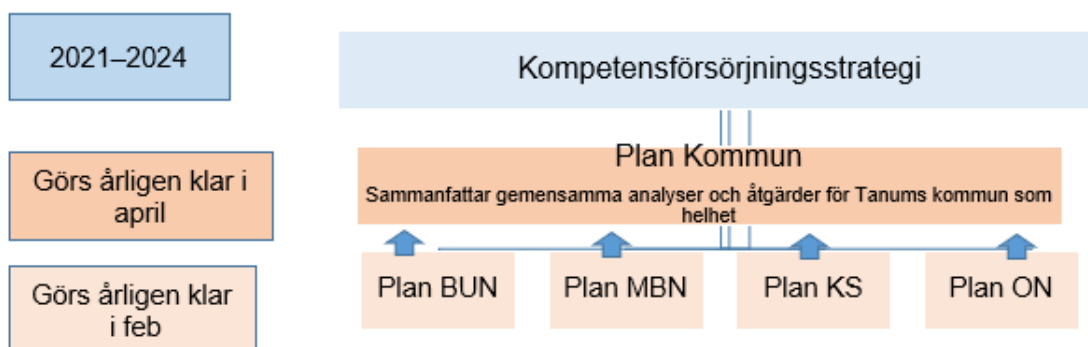 2021–2024
Kompetensförsörjningsstrategi
Görs årligen klar i
april
Plan Kommun
Sammanfattar gemensamma analyser och åtgärder för Tanums kommun som
helhet
Görs årligen klar
i feb
Plan BUN
Plan MBN
Plan KS
Plan ON